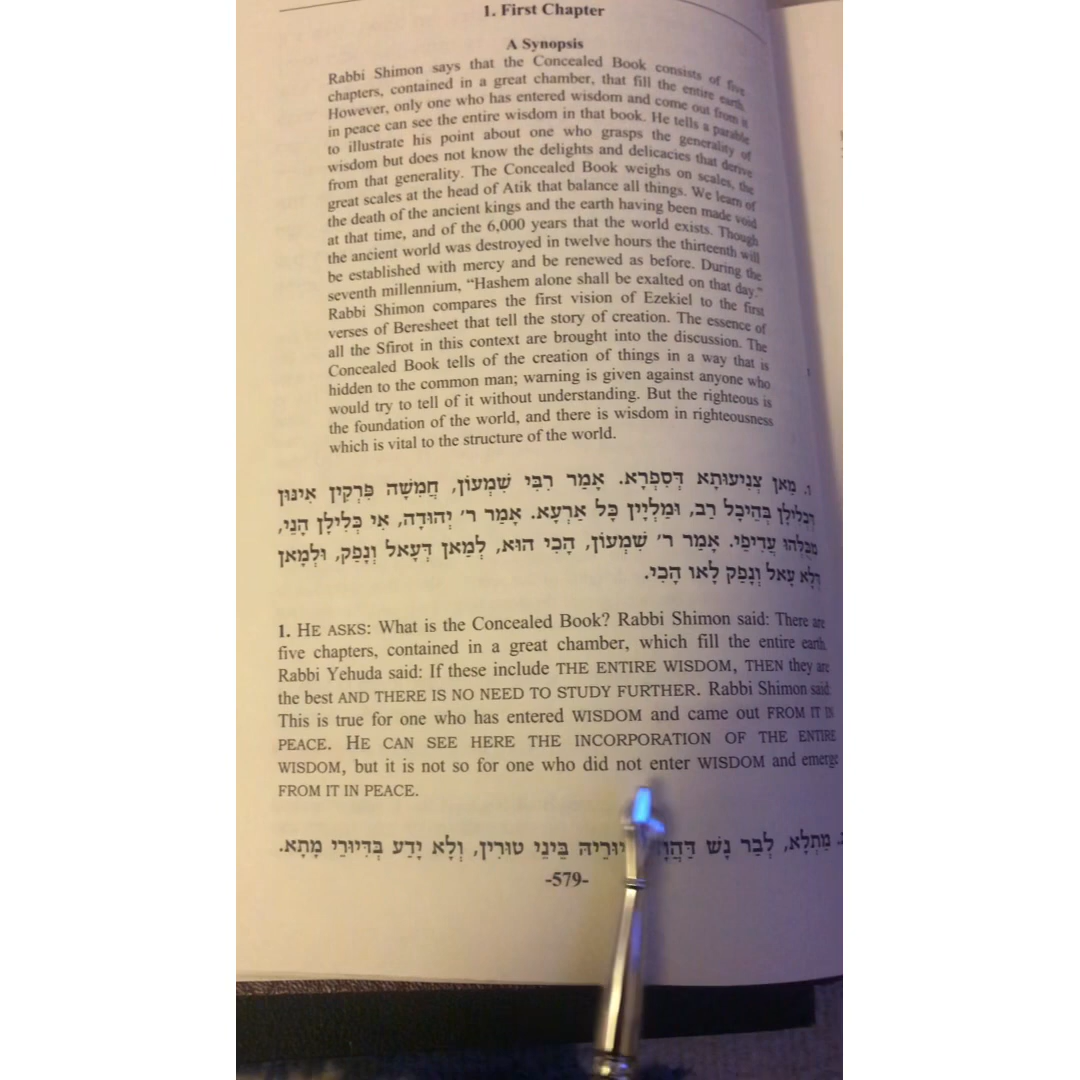 1. First Chapter
A Synopsis
Rabbi Shimon says that the Concealed Book consists of five
chapters, contained in a great chamber, that fill the entire earth.
However, only one who has entered wisdom and come out from it
in peace can see the entire wisdom in that book. He tells a parable
to illustrate his point about one who grasps the generality of
wisdom but does not know the delights and delicacies that derive
from that generality. The Concealed Book weighs on scales, the
great scales at the head of Atik that balance all things. We learn of
the death of the ancient kings and the earth having been made void
at that time, and of the 6,000 years that the world exists. Though
the ancient world was destroyed in twelve hours the thirteenth will
be established with mercy and be renewed as before. During the
seventh millennium, “Hashem alone shall be exalted on that day.”
Rabbi Shimon compares the first vision of Ezekiel to the first
verses of Beresheet that tell the story of creation. The essence of
all the Sfirot in this context are brought into the discussion. The
Concealed Book tells of the creation of things in a way that is
hidden to the common man; warning is given against anyone who
would try to tell of it without understanding. But the righteous is
the foundation of the world, and there is wisdom in righteousness
which is vital to the structure of the world.
מַאן צְנִיעוּתָא דְּסִפְרָא. אָמַר רִבִּי שִׁמְעוֹן, חֲמִשָּׁה פִּרְקִין אִינּוּן
דִּכְלִילָן בְּהֵיכָל רַב, וּמַלְיָין כָּל אַרְעָא. אָמַר ר' יְהוּדָה, אִי כְּלִילָן הָנֵי,
מִכֻּלְּהוּ עֲדִיפֵי. אָמַר ר' שִׁמְעוֹן, הָכִי הוּא, לְמַאן דְּעָאל וְנָפַק, וּלְמָאן
דְּלָא עָאל וְנָפַק לָאו הָכִי.
1. HE ASKS: What is the Concealed Book? Rabbi Shimon said: There are
five chapters, contained in a great chamber, which fill the entire earth.
Rabbi Yehuda said: If these include THE ENTIRE WISDOM, THEN they are
the best AND THERE IS NO NEED TO STUDY FURTHER. Rabbi Shimon said:
This is true for one who has entered WISDOM and came out FROM IT IN
PEACE. HE CAN SEE HERE THE INCORPORATION OF THE ENTIRE
WISDOM, but it is not so for one who did not enter WISDOM and emerge
FROM IT IN PEACE.
מַתְלָא, לְבַר נָשׁ בֵּינֵי טוּרִין, וְלָא יָדַע בְּדִיּוּרֵי מָתָא.
-579-